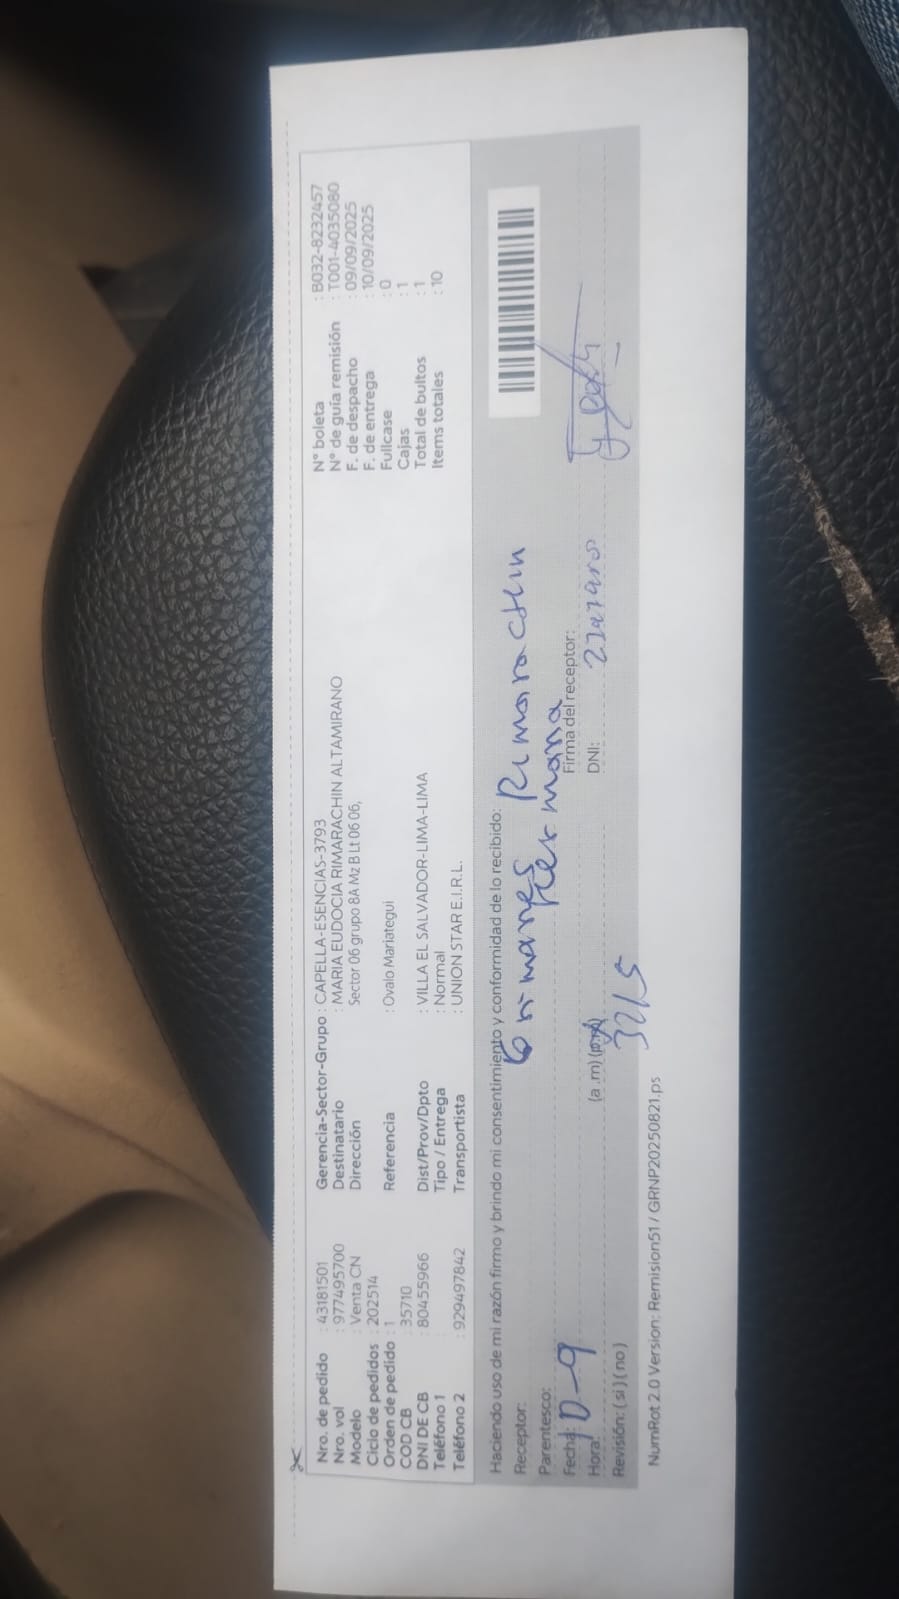 Nro. de pedido : 43181501
Nro. vol : 977495700
Modelo : Venta CN
Ciclo de pedidos : 202514
Orden de pedido : 1
COD CB : 35710
DNI DE CB : 80455966
Teléfono 1
Teléfono 2 : 929497842
Gerencia-Sector-Grupo : CAPELLA-ESENCIAS-3793
Destinatario : MARIA EUDOCIA RIMARACHIN ALTAMIRANO
Dirección Sector 06 grupo 8A Mz B Lt 06 06,
Referencia : Ovalo Mariategui
Dist/Prov/Dpto : VILLA EL SALVADOR-LIMA-LIMA
Tipo / Entrega : Normal
Transportista : UNION STAR E.I.R.L.
N° boleta : B032-8232457
N° de guía remisión : T001-4035080
F. de despacho : 09/09/2025
F. de entrega : 10/09/2025
Fullcase : 0
Cajas : 1
Total de bultos : 1
Items totales : 10
Haciendo uso de mi razón firmo y brindo mi consentimiento y conformidad de lo recibido:
Receptor: Rimarachin
Parentesco:
Fecha: 10-9
Firma del receptor:
Hora: (a .m) (p.m)
DNI:
Revisión: ( si ) ( no )
NumRot 2.0 Version: Remision51 / GRNP20250821.ps